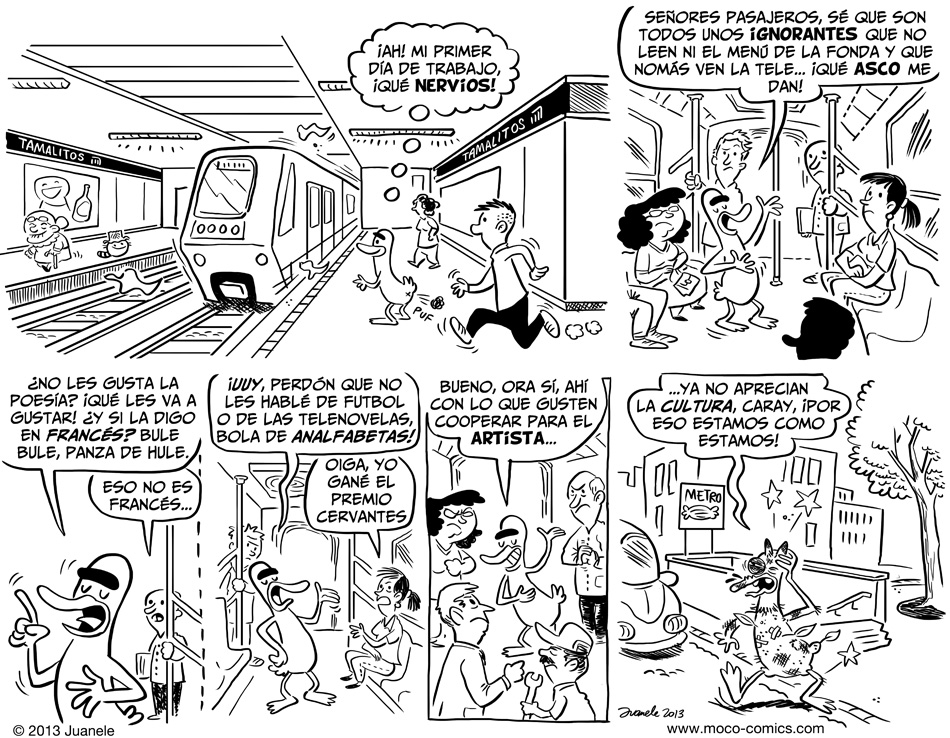 ¡AH! MI PRIMER
DÍA DE TRABAJO,
¡QUÉ NERVIOS!
TAMALITOS
TAMALITOS
PUF
SEÑORES PASAJEROS, SÉ QUE SON
TODOS UNOS IGNORANTES QUE NO
LEEN NI EL MENÚ DE LA FONDA Y QUE
NOMÁS VEN LA TELE... ¡QUÉ ASCO ME
DAN!
¿NO LES GUSTA LA
POESÍA? ¡QUÉ LES VA A
GUSTAR! ¿Y SI LA DIGO
EN FRANCÉS? BULE
BULE, PANZA DE HULE.
ESO NO ES
FRANCÉS...
¡UUY, PERDÓN QUE NO
LES HABLÉ DE FUTBOL
O DE LAS TELENOVELAS,
BOLA DE ANALFABETAS!
OIGA, YO
GANÉ EL
PREMIO
CERVANTES
BUENO, ORA SÍ, AHÍ
CON LO QUE GUSTEN
COOPERAR PARA EL
ARTISTA...
...YA NO APRECIAN
LA CULTURA, CARAY, ¡POR
ESO ESTAMOS COMO
ESTAMOS!
METRO
Juanele 2013
© 2013 Juanele
www.moco-comics.com